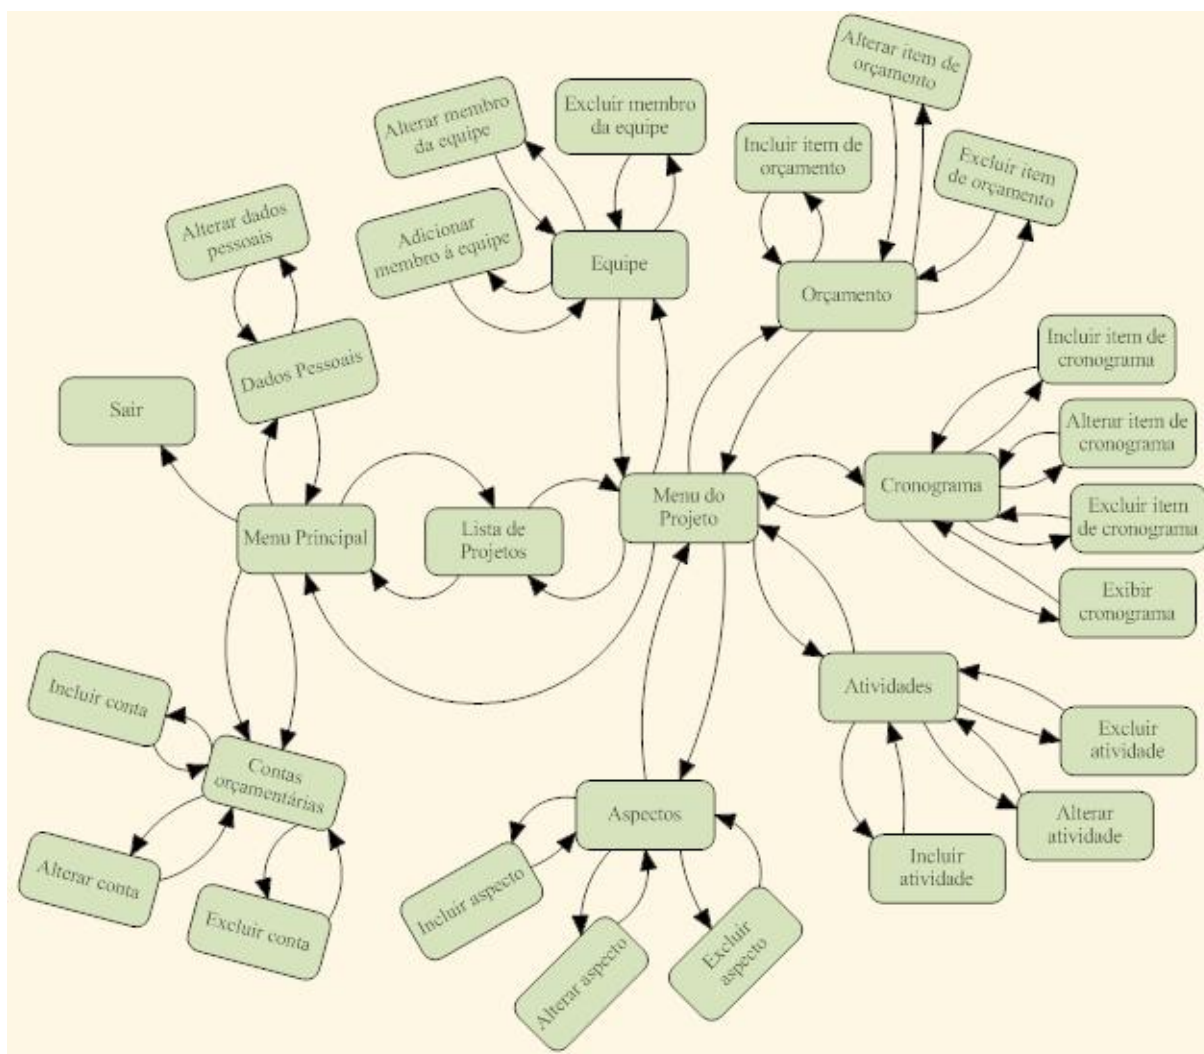 Alterar item de
orçamento
Alterar membro
da equipe
Excluir membro
da equipe
Incluir item de
orçamento
Excluir item
de orçamento
Alterar dados
pessoais
Adicionar
membro à equipe
Equipe
Orçamento
Incluir item de
cronograma
Dados Pessoais
Sair
Alterar item de
cronograma
Menu Principal
Lista de
Projetos
Menu do
Projeto
Cronograma
Excluir item
de cronograma
Exibir
cronograma
Incluir conta
Atividades
Excluir
atividade
Contas
orçamentárias
Aspectos
Alterar
atividade
Alterar conta
Excluir conta
Incluir aspecto
Incluir
atividade
Alterar aspecto
Excluir
aspecto